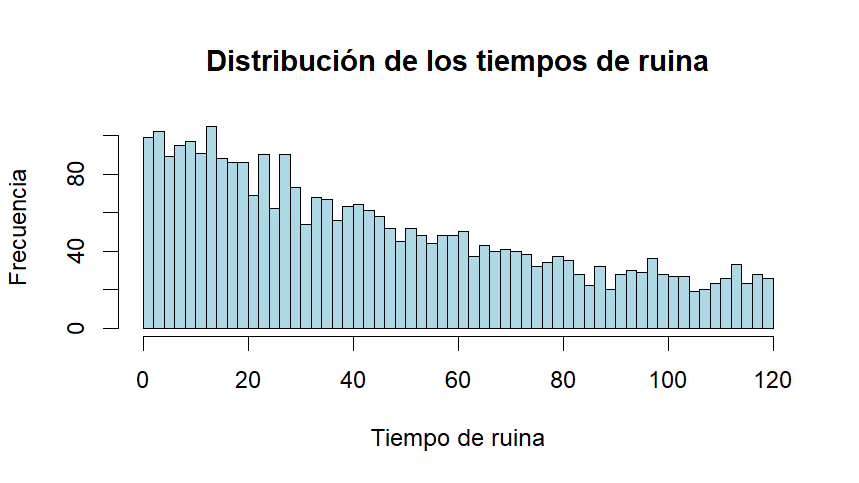 Distribución de los tiempos de ruina
Frecuencia
80
40
0
0 20 40 60 80 100 120
Tiempo de ruina